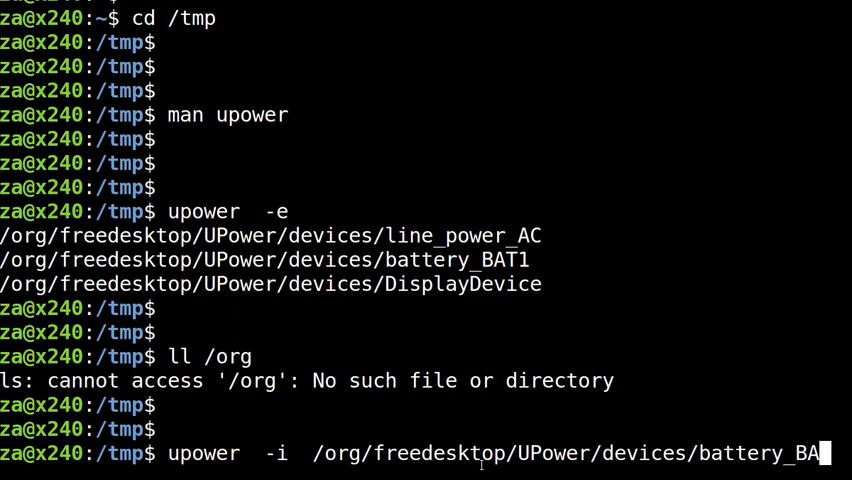 za@x240:~$ cd /tmp
za@x240:/tmp$
za@x240:/tmp$
za@x240:/tmp$
za@x240:/tmp$ man upower
za@x240:/tmp$
za@x240:/tmp$
za@x240:/tmp$
za@x240:/tmp$ upower  -e
/org/freedesktop/UPower/devices/line_power_AC
/org/freedesktop/UPower/devices/battery_BAT1
/org/freedesktop/UPower/devices/DisplayDevice
za@x240:/tmp$
za@x240:/tmp$
za@x240:/tmp$ ll /org
ls: cannot access '/org': No such file or directory
za@x240:/tmp$
za@x240:/tmp$
za@x240:/tmp$ upower  -i  /org/freedesktop/UPower/devices/battery_BA